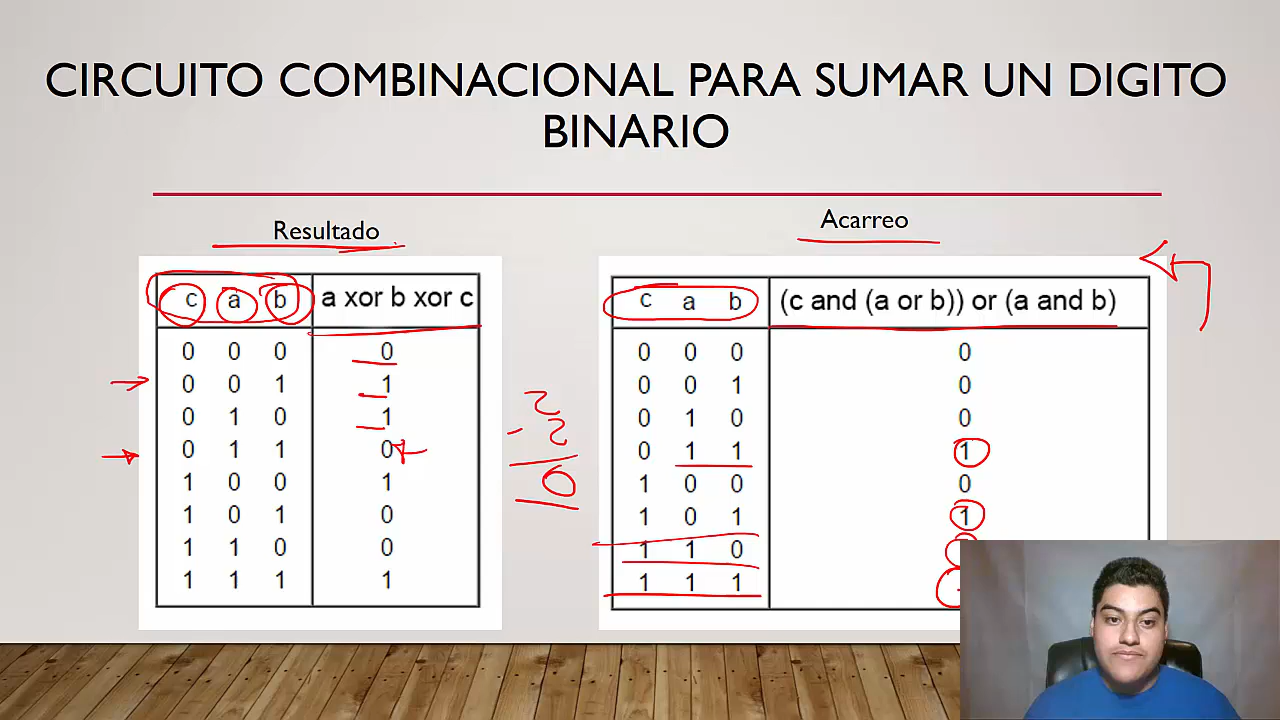 CIRCUITO COMBINACIONAL PARA SUMAR UN DIGITO
BINARIO
Resultado
c a b a xor b xor c
0 0 0 0
0 0 1 1
0 1 0 1
0 1 1 0
1 0 0 1
1 0 1 0
1 1 0 0
1 1 1 1
2
2
10
Acarreo
c a b (c and (a or b)) or (a and b)
0 0 0 0
0 0 1 0
0 1 0 0
0 1 1 1
1 0 0 0
1 0 1 1
1 1 0
1 1 1